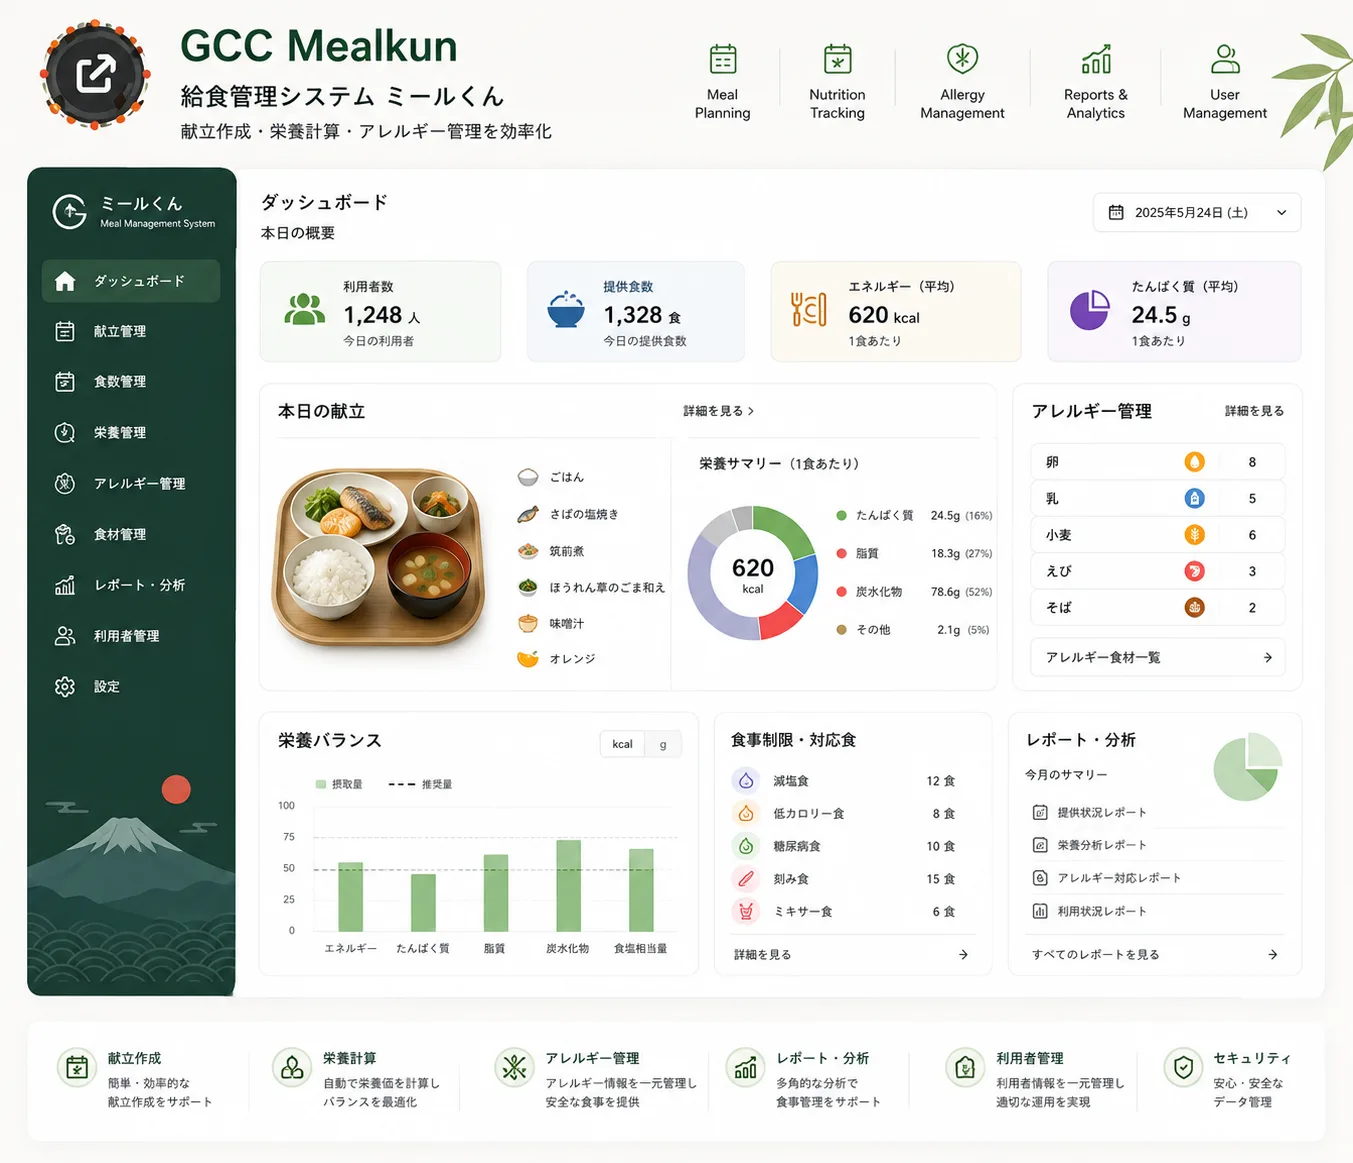 GCC Mealkun
給食管理システム ミールくん
献立作成・栄養計算・アレルギー管理を効率化
Meal
Planning
Nutrition
Tracking
Allergy
Management
Reports &
Analytics
User
Management
ミールくん
Meal Management System
ダッシュボード
献立管理
食数管理
栄養管理
アレルギー管理
食材管理
レポート・分析
利用者管理
設定
ダッシュボード
本日の概要
2025年5月24日 (土)
利用者数
1,248 人
今日の利用者
提供食数
1,328 食
今日の提供食数
エネルギー（平均）
620 kcal
1食あたり
たんぱく質（平均）
24.5 g
1食あたり
本日の献立
詳細を見る
ごはん
さばの塩焼き
筑前煮
ほうれん草のごま和え
味噌汁
オレンジ
栄養サマリー（1食あたり）
620
kcal
たんぱく質 24.5g (16%)
脂質 18.3g (27%)
炭水化物 78.6g (52%)
その他 2.1g (5%)
アレルギー管理
詳細を見る
卵 8
乳 5
小麦 6
えび 3
そば 2
アレルギー食材一覧
栄養バランス
kcal g
摂取量 推奨量
100
75
50
25
0
エネルギー たんぱく質 脂質 炭水化物 食塩相当量
食事制限・対応食
減塩食 12 食
低カロリー食 8 食
糖尿病食 10 食
刻み食 15 食
ミキサー食 6 食
詳細を見る
レポート・分析
今月のサマリー
提供状況レポート
栄養分析レポート
アレルギー対応レポート
利用状況レポート
すべてのレポートを見る
献立作成
簡単・効率的な
献立作成をサポート
栄養計算
自動で栄養価を計算し
バランスを最適化
アレルギー管理
アレルギー情報を一元管理し
安全な食事を提供
レポート・分析
多角的な分析で
食事管理をサポート
利用者管理
利用者情報を一元管理し
適切な運用を実現
セキュリティ
安心・安全な
データ管理